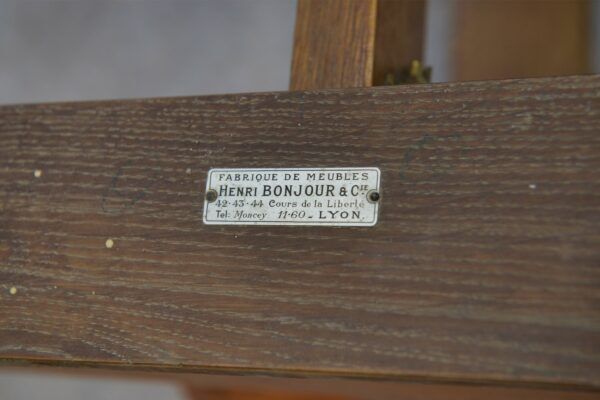 FABRIQUE DE MEUBLES
HENRI BONJOUR & CIE
42·43·44 Cours de la Liberté
Tel: Moncey 11-60 - LYON.